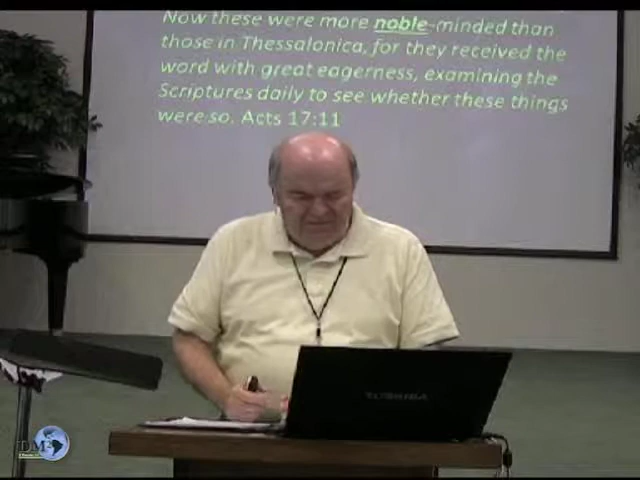 Now these were more noble-minded than
those in Thessalonica, for they received the
word with great eagerness, examining the
Scriptures daily to see whether these things
were so. Acts 17:11
TOSHIBA